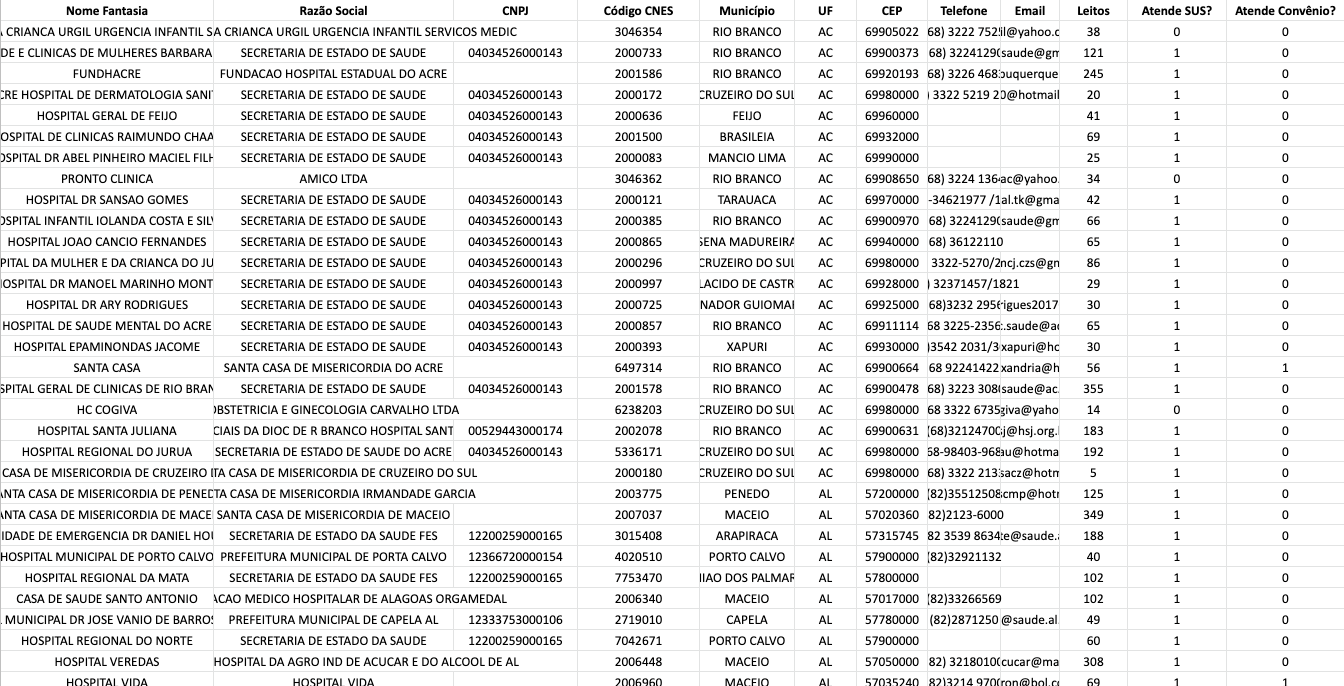 Nome Fantasia Razão Social CNPJ Código CNES Município UF CEP Telefone Email Leitos Atende SUS? Atende Convênio?
CRIANCA URGIL URGENCIA INFANTIL SA CRIANCA URGIL URGENCIA INFANTIL SERVICOS MEDIC 3046354 RIO BRANCO AC 69905022 68) 3222 752 il@yahoo.c 38 0 0
DE E CLINICAS DE MULHERES BARBARA SECRETARIA DE ESTADO DE SAUDE 04034526000143 2000733 RIO BRANCO AC 69900373 68) 3224129 saude@gm 121 1 0
FUNDHACRE FUNDACAO HOSPITAL ESTADUAL DO ACRE 2001586 RIO BRANCO AC 69920193 68) 3226 468 ouquerque 245 1 0
CRE HOSPITAL DE DERMATOLOGIA SANI SECRETARIA DE ESTADO DE SAUDE 04034526000143 2000172 CRUZEIRO DO SUL AC 69980000 ) 3322 5219 2 0@hotmail 20 1 0
HOSPITAL GERAL DE FEIJO SECRETARIA DE ESTADO DE SAUDE 04034526000143 2000636 FEIJO AC 69960000 41 1 0
OSPITAL DE CLINICAS RAIMUNDO CHAA SECRETARIA DE ESTADO DE SAUDE 04034526000143 2001500 BRASILEIA AC 69932000 69 1 0
OSPITAL DR ABEL PINHEIRO MACIEL FILH SECRETARIA DE ESTADO DE SAUDE 04034526000143 2000083 MANCIO LIMA AC 69990000 25 1 0
PRONTO CLINICA AMICO LTDA 3046362 RIO BRANCO AC 69908650 68) 3224 136 ac@yahoo. 34 0 0
HOSPITAL DR SANSAO GOMES SECRETARIA DE ESTADO DE SAUDE 04034526000143 2000121 TARAUACA AC 69970000 -34621977 /1 al.tk@gma 42 1 0
OSPITAL INFANTIL IOLANDA COSTA E SILV SECRETARIA DE ESTADO DE SAUDE 04034526000143 2000385 RIO BRANCO AC 69900970 68) 3224129 saude@gm 66 1 0
HOSPITAL JOAO CANCIO FERNANDES SECRETARIA DE ESTADO DE SAUDE 04034526000143 2000865 SENA MADUREIRA AC 69940000 68) 36122110 65 1 0
PITAL DA MULHER E DA CRIANCA DO JU SECRETARIA DE ESTADO DE SAUDE 04034526000143 2000296 CRUZEIRO DO SUL AC 69980000 3322-5270/2 ncj.czs@gn 86 1 0
HOSPITAL DR MANOEL MARINHO MONT SECRETARIA DE ESTADO DE SAUDE 04034526000143 2000997 LACIDO DE CASTR AC 69928000 ) 32371457/1821 29 1 0
HOSPITAL DR ARY RODRIGUES SECRETARIA DE ESTADO DE SAUDE 04034526000143 2000725 NADOR GUIOMAI AC 69925000 68)3232 295 rigues2017 30 1 0
HOSPITAL DE SAUDE MENTAL DO ACRE SECRETARIA DE ESTADO DE SAUDE 04034526000143 2000857 RIO BRANCO AC 69911114 68 3225-2356 .saude@a 65 1 0
HOSPITAL EPAMINONDAS JACOME SECRETARIA DE ESTADO DE SAUDE 04034526000143 2000393 XAPURI AC 69930000 )3542 2031/3 xapuri@hc 30 1 0
SANTA CASA SANTA CASA DE MISERICORDIA DO ACRE 6497314 RIO BRANCO AC 69900664 68 92241422 xandria@h 56 1 1
SPITAL GERAL DE CLINICAS DE RIO BRAN SECRETARIA DE ESTADO DE SAUDE 04034526000143 2001578 RIO BRANCO AC 69900478 68) 3223 308 saude@ac. 355 1 0
HC COGIVA OBSTETRICIA E GINECOLOGIA CARVALHO LTDA 6238203 CRUZEIRO DO SUL AC 69980000 68 3322 6735 giva@yaho 14 0 0
HOSPITAL SANTA JULIANA CIAIS DA DIOC DE R BRANCO HOSPITAL SANT 00529443000174 2002078 RIO BRANCO AC 69900631 (68)3212470 j@hsj.org. 183 1 0
HOSPITAL REGIONAL DO JURUA SECRETARIA DE ESTADO DE SAUDE DO ACRE 04034526000143 5336171 CRUZEIRO DO SUL AC 69980000 68-98403-968 au@hotma 192 1 0
CASA DE MISERICORDIA DE CRUZEIRO TA CASA DE MISERICORDIA DE CRUZEIRO DO SUL 2000180 CRUZEIRO DO SUL AC 69980000 68) 3322 213 sacz@hotm 5 1 0
NTA CASA DE MISERICORDIA DE PENED TA CASA DE MISERICORDIA IRMANDADE GARCIA 2003775 PENEDO AL 57200000 (82)35512508 cmp@hotr 125 1 0
NTA CASA DE MISERICORDIA DE MACE SANTA CASA DE MISERICORDIA DE MACEIO 2007037 MACEIO AL 57020360 (82)2123-6000 349 1 0
IDADE DE EMERGENCIA DR DANIEL HOU SECRETARIA DE ESTADO DA SAUDE FES 12200259000165 3015408 ARAPIRACA AL 57315745 82 3539 8634 te@saude. 188 1 0
HOSPITAL MUNICIPAL DE PORTO CALVO PREFEITURA MUNICIPAL DE PORTA CALVO 12366720000154 4020510 PORTO CALVO AL 57900000 (82)32921132 40 1 0
HOSPITAL REGIONAL DA MATA SECRETARIA DE ESTADO DA SAUDE FES 12200259000165 7753470 IAO DOS PALMAR AL 57800000 102 1 0
CASA DE SAUDE SANTO ANTONIO ACAO MEDICO HOSPITALAR DE ALAGOAS ORGAMEDAL 2006340 MACEIO AL 57017000 (82)33266569 102 1 0
MUNICIPAL DR JOSE VANIO DE BARROS PREFEITURA MUNICIPAL DE CAPELA AL 12333753000106 2719010 CAPELA AL 57780000 (82)2871250 @saude.al 49 1 0
HOSPITAL REGIONAL DO NORTE SECRETARIA DE ESTADO DA SAUDE 12200259000165 7042671 PORTO CALVO AL 57900000 60 1 0
HOSPITAL VEREDAS HOSPITAL DA AGRO IND DE ACUCAR E DO ALCOOL DE AL 2006448 MACEIO AL 57050000 82) 3218010 cucar@ma 308 1 0
HOSPITAL VIDA HOSPITAL VIDA 2006960 MACEIO AL 57035240 (82)3214 970 ron@bol.c 69 1 1